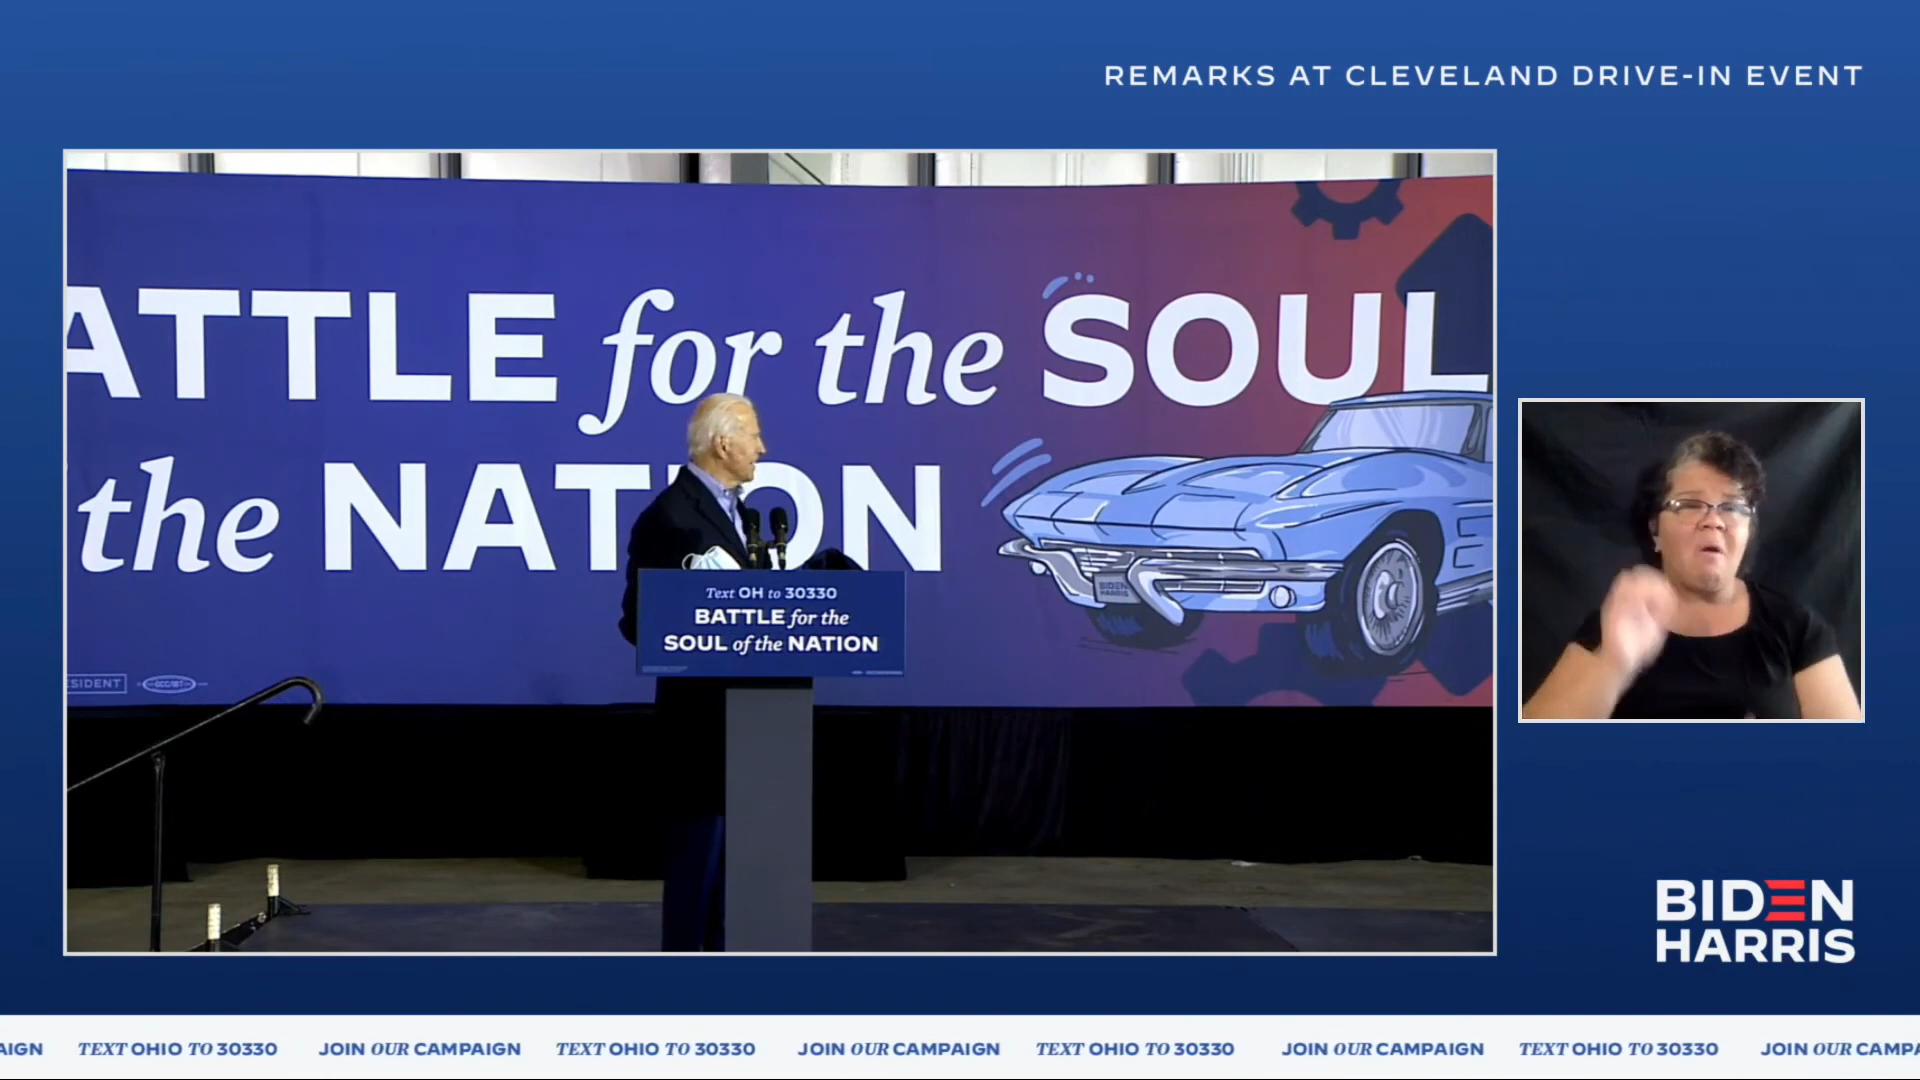 REMARKS AT CLEVELAND DRIVE-IN EVENT
ATTLE for the SOUL
the NATION
BIDEN
HARRIS
Text OH to 30330
BATTLE for the
SOUL of the NATION
SIDENT
BIDEN
HARRIS
AIGN TEXT OHIO TO 30330 JOIN OUR CAMPAIGN TEXT OHIO TO 30330 JOIN OUR CAMPAIGN TEXT OHIO TO 30330 JOIN OUR CAMPAIGN TEXT OHIO TO 30330 JOIN OUR CAMPA